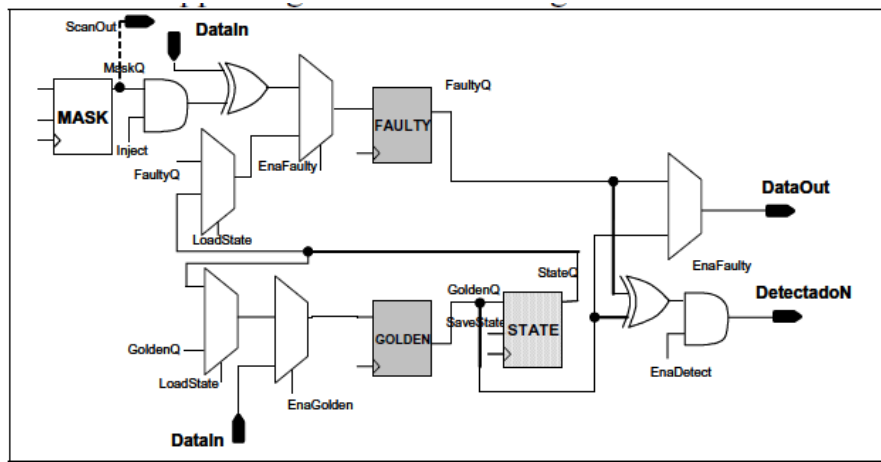 ScanOut
DataIn
MaskQ
FaultyQ
MASK
FAULTY
Inject
FaultyQ
EnaFaulty
DataOut
LoadState
EnaFaulty
StateQ
GoldenQ
DetectadoN
SaveState
STATE
GOLDEN
GoldenQ
EnaDetect
LoadState
EnaGolden
DataIn